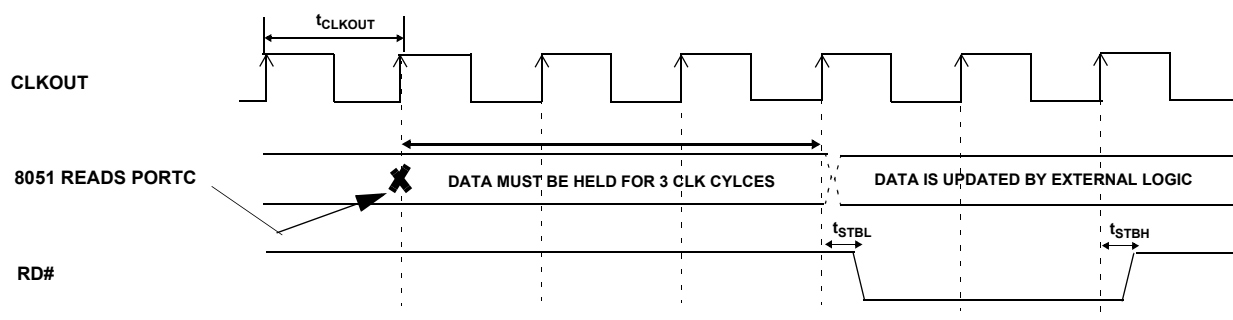 tCLKOUT
CLKOUT
8051 READS PORTC
DATA MUST BE HELD FOR 3 CLK CYLCES
DATA IS UPDATED BY EXTERNAL LOGIC
tSTBL
tSTBH
RD#